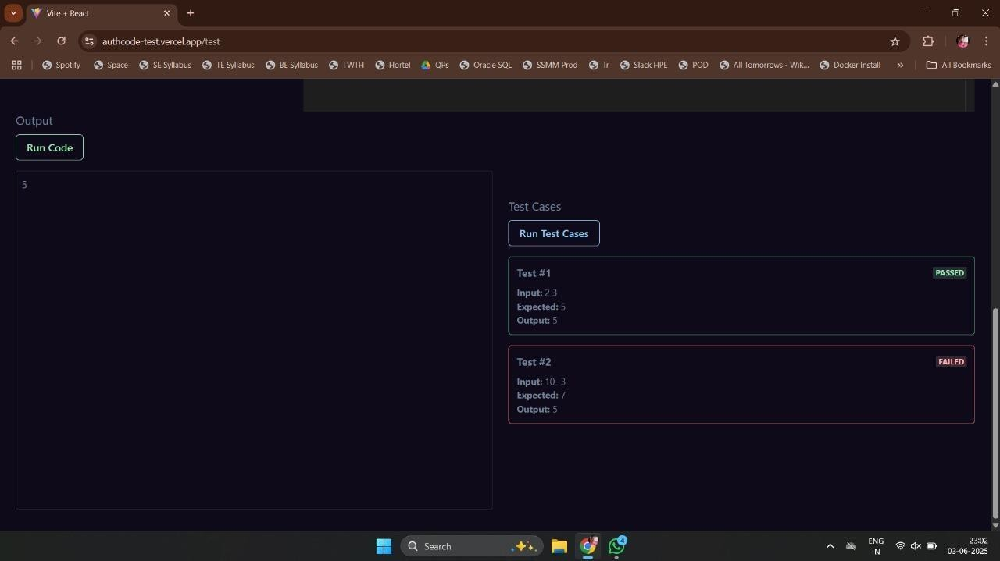 Vite + React
authcode-test.vercel.app/test
Spotify Space SE Syllabus TE Syllabus BE Syllabus TWTH Hortel QPs Oracle SQL SSMM Prod Tr Slack HPE POD All Tomorrows - Wik... Docker Install » All Bookmarks
Output
Run Code
5
Test Cases
Run Test Cases
Test #1 PASSED
Input: 2 3
Expected: 5
Output: 5
Test #2 FAILED
Input: 10 -3
Expected: 7
Output: 5
Search
4
ENG
IN
23:02
03-06-2025